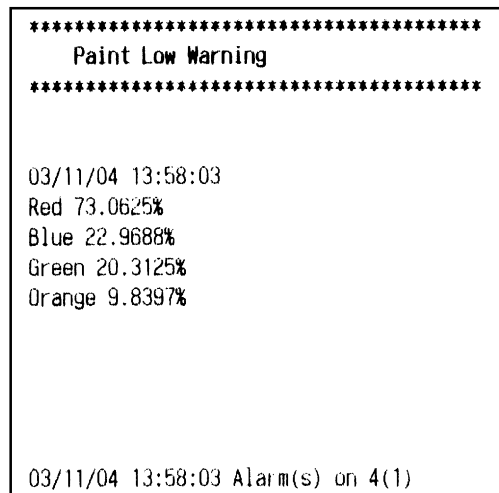 ****************************************
Paint Low Warning
****************************************
03/11/04 13:58:03
Red 73.0625%
Blue 22.9688%
Green 20.3125%
Orange 9.8397%
03/11/04 13:58:03 Alarm(s) on 4(1)